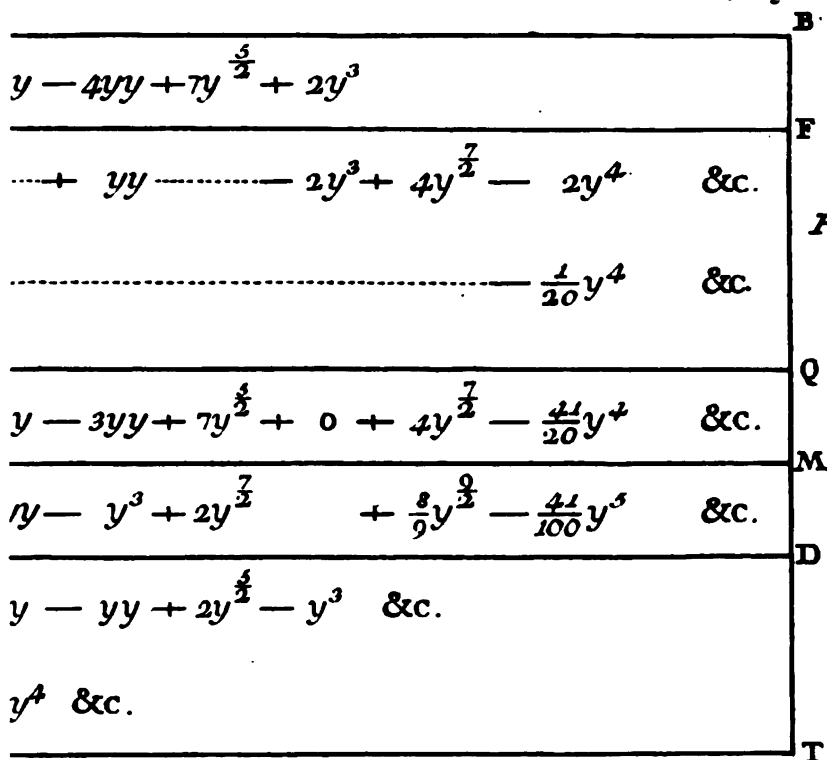 B
y — 4yy + 7y^{5/2} + 2y^3
F
+ yy — 2y^3 + 4y^{7/2} — 2y^4 &c.
— 1/20 y^4 &c.
Q
y — 3yy + 7y^{5/2} + 0 + 4y^{7/2} — 41/20 y^4 &c.
M
y — y^3 + 2y^{7/2} + 8/9 y^{9/2} — 41/100 y^5 &c.
D
y — yy + 2y^{5/2} — y^3 &c.
y^4 &c.
T